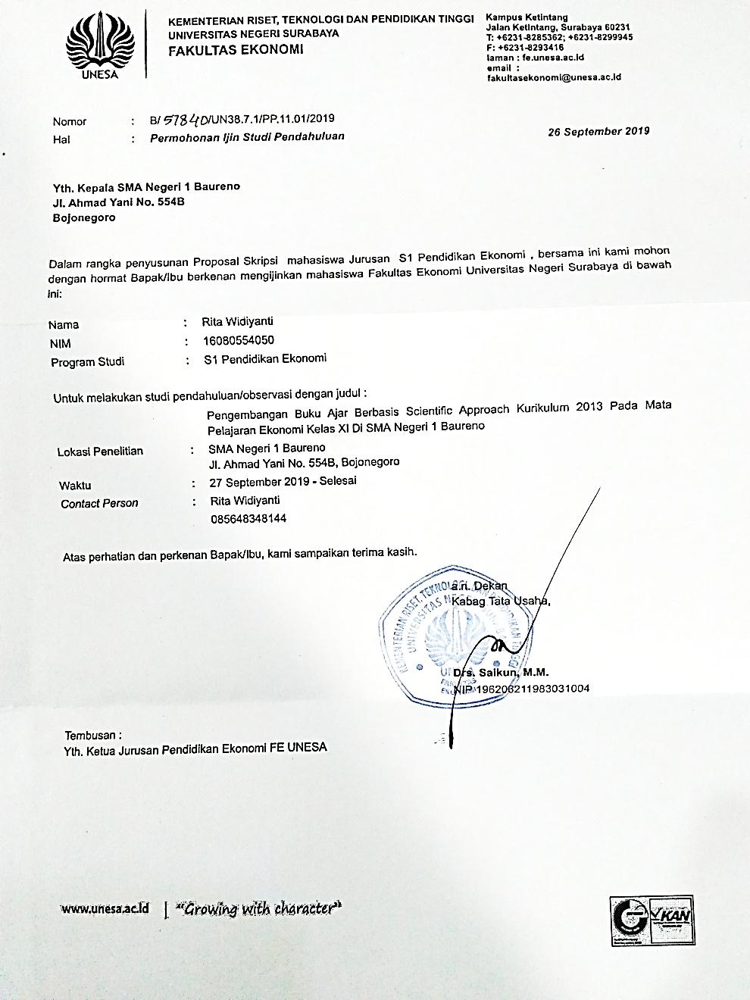 KEMENTERIAN RISET, TEKNOLOGI DAN PENDIDIKAN TINGGI
UNIVERSITAS NEGERI SURABAYA
FAKULTAS EKONOMI
UNESA
Kampus Ketintang
Jalan Ketintang, Surabaya 60231
T: +6231-8285362; +6231-8299945
F: +6231-8293416
laman : fe.unesa.ac.id
email :
fakultasekonomi@unesa.ac.id
Nomor : B/ 57840/UN38.7.1/PP.11.01/2019
Hal : Permohonan Ijin Studi Pendahuluan
26 September 2019
Yth. Kepala SMA Negeri 1 Baureno
Jl. Ahmad Yani No. 554B
Bojonegoro
Dalam rangka penyusunan Proposal Skripsi mahasiswa Jurusan S1 Pendidikan Ekonomi , bersama ini kami mohon
dengan hormat Bapak/Ibu berkenan mengijinkan mahasiswa Fakultas Ekonomi Universitas Negeri Surabaya di bawah
ini:
Nama : Rita Widiyanti
NIM : 16080554050
Program Studi : S1 Pendidikan Ekonomi
Untuk melakukan studi pendahuluan/observasi dengan judul :
Pengembangan Buku Ajar Berbasis Scientific Approach Kurikulum 2013 Pada Mata
Pelajaran Ekonomi Kelas XI Di SMA Negeri 1 Baureno
Lokasi Penelitian : SMA Negeri 1 Baureno
Jl. Ahmad Yani No. 554B, Bojonegoro
Waktu : 27 September 2019 - Selesai
Contact Person : Rita Widiyanti
085648348144
Atas perhatian dan perkenan Bapak/Ibu, kami sampaikan terima kasih.
a.n. Dekan
Kabag Tata Usaha,
Drs. Saikun, M.M.
NIP 196206211983031004
Tembusan :
Yth. Ketua Jurusan Pendidikan Ekonomi FE UNESA
www.unesa.ac.id | "Growing with character"
KAN